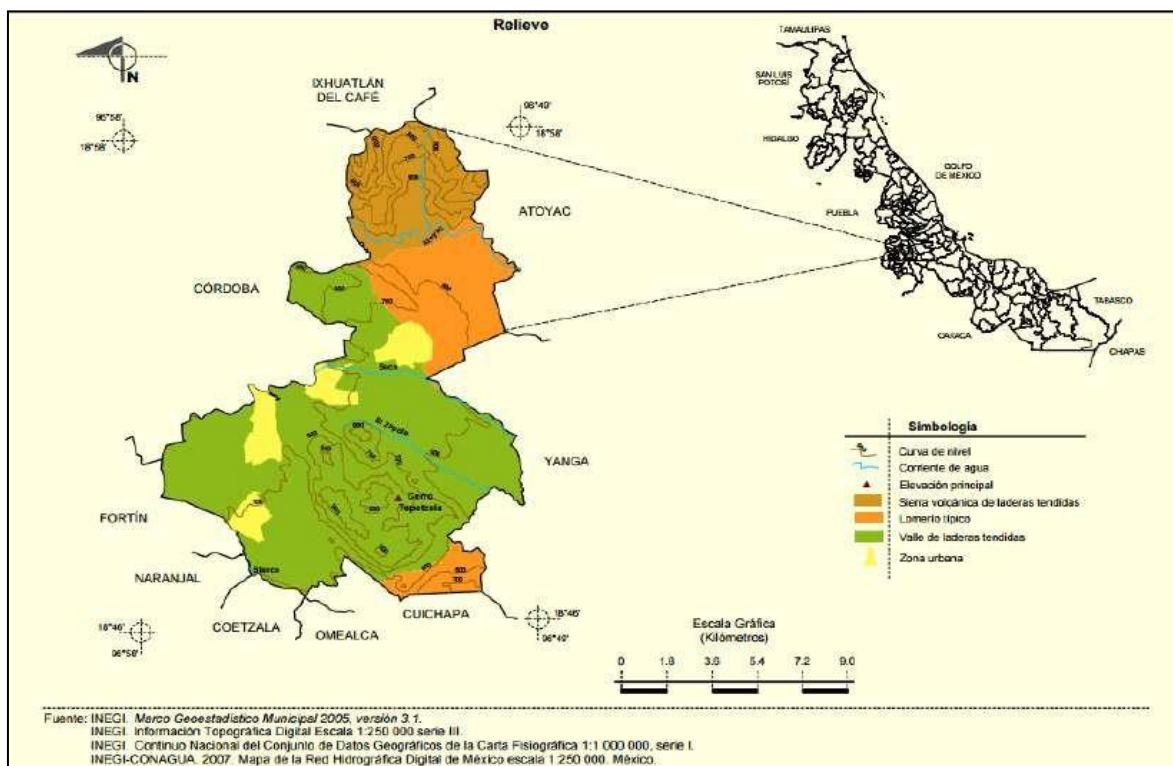 Relieve
N
IXHUATLÁN
DEL CAFÉ
96°58'
18°58'
96°49'
18°58'
ATOYAC
CÓRDOBA
YANGA
FORTÍN
NARANJAL
COETZALA
OMEALCA
CUICHAPA
Seco
Cerro
Blanco
18°46'
96°58'
18°46'
96°49'
TAMAULIPAS
SAN LUIS
POTOSÍ
HIDALGO
GOLFO
DE MÉXICO
PUEBLA
TABASCO
OAXACA
CHIAPAS
Simbología
Curva de nivel
Corriente de agua
Elevación principal
Sierra volcánica de laderas tendidas
Lomerío típico
Valle de laderas tendidas
Zona urbana
Escala Gráfica
(Kilómetros)
0 1.8 3.6 5.4 7.2 9.0
Fuente: INEGI. Marco Geoestadístico Municipal 2005, versión 3.1.
INEGI. Información Topográfica Digital Escala 1:250 000 serie III.
INEGI. Continuo Nacional del Conjunto de Datos Geográficos de la Carta Fisiográfica 1:1 000 000, serie I.
INEGI-CONAGUA. 2007. Mapa de la Red Hidrográfica Digital de México escala 1:250 000. México.